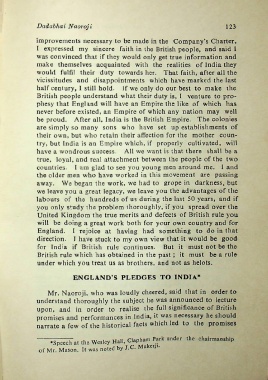 Dadabhai Naoroji 123
improvements necessary to be made in the Company's Charter,
I expressed my sincere faith in the British people, and said I
was convinced that if they would only get true information and
make themselves acquainted with the realities of India they
would fulfil their duty towards her. That faith, after all the
vicissitudes and disappointments which have marked the last
half century, I still hold. If we only do our best to make the
British people understand what their duty is, I venture to pro-
phesy that England will have an Empire the like of which has
never before existed, an Empire of which any nation may well
be proud. After all, India is the British Empire. The colonies
are simply so many sons who have set up establishments of
their own, but who retain their affection for the mother coun-
try, but India is an Empire which, if properly cultivated, will
have a wondrous success. All we want is that there shall be a
true, loyal, and real attachment between the people of the two
countries. I am glad to see you young men around me. I and
the older men who have worked in this movement are passing
away. We began the work, we had to grope in darkness, but
we leave you a great legacy, we leave you the advantages of the
labours of the hundreds of us during the last 50 years, and if
you only study the problem thoroughly, if you spread over the
United Kingdom the true merits and defects of British rule you
will be doing a great work both for your own country and for
England. I rejoice at having had something to do in that
direction. I have stuck to my own view that it would be good
for India if British rule continues. But it must not be the
British rule which has obtained in the past ; it must be a rule
under which you treat us as brothers, and not as helots.
ENGLAND'S PLEDGES TO INDIA*
Mr. Naoroji, who was loudly cheered, said that in order to
understand thoroughly the subject he was announced to lecture
upon, and in order to realise the full significance of British
promises and performances in India, it was necessary he should
narrate a few of the historical facts which led to the promises
*Speech at the Wesley Hall, Clapham Park under the chairmanship
of Mr. Mason. It was noted by J.C. Makerji.